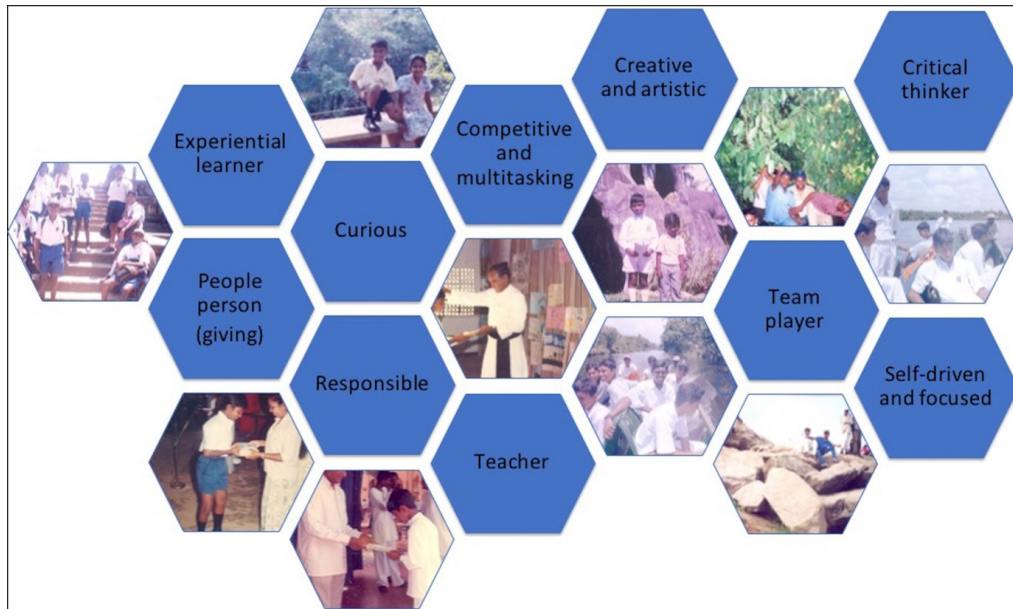 Experiential
learner
People
person
(giving)
Curious
Responsible
Competitive
and
multitasking
Teacher
Creative
and artistic
Team
player
Critical
thinker
Self-driven
and focused